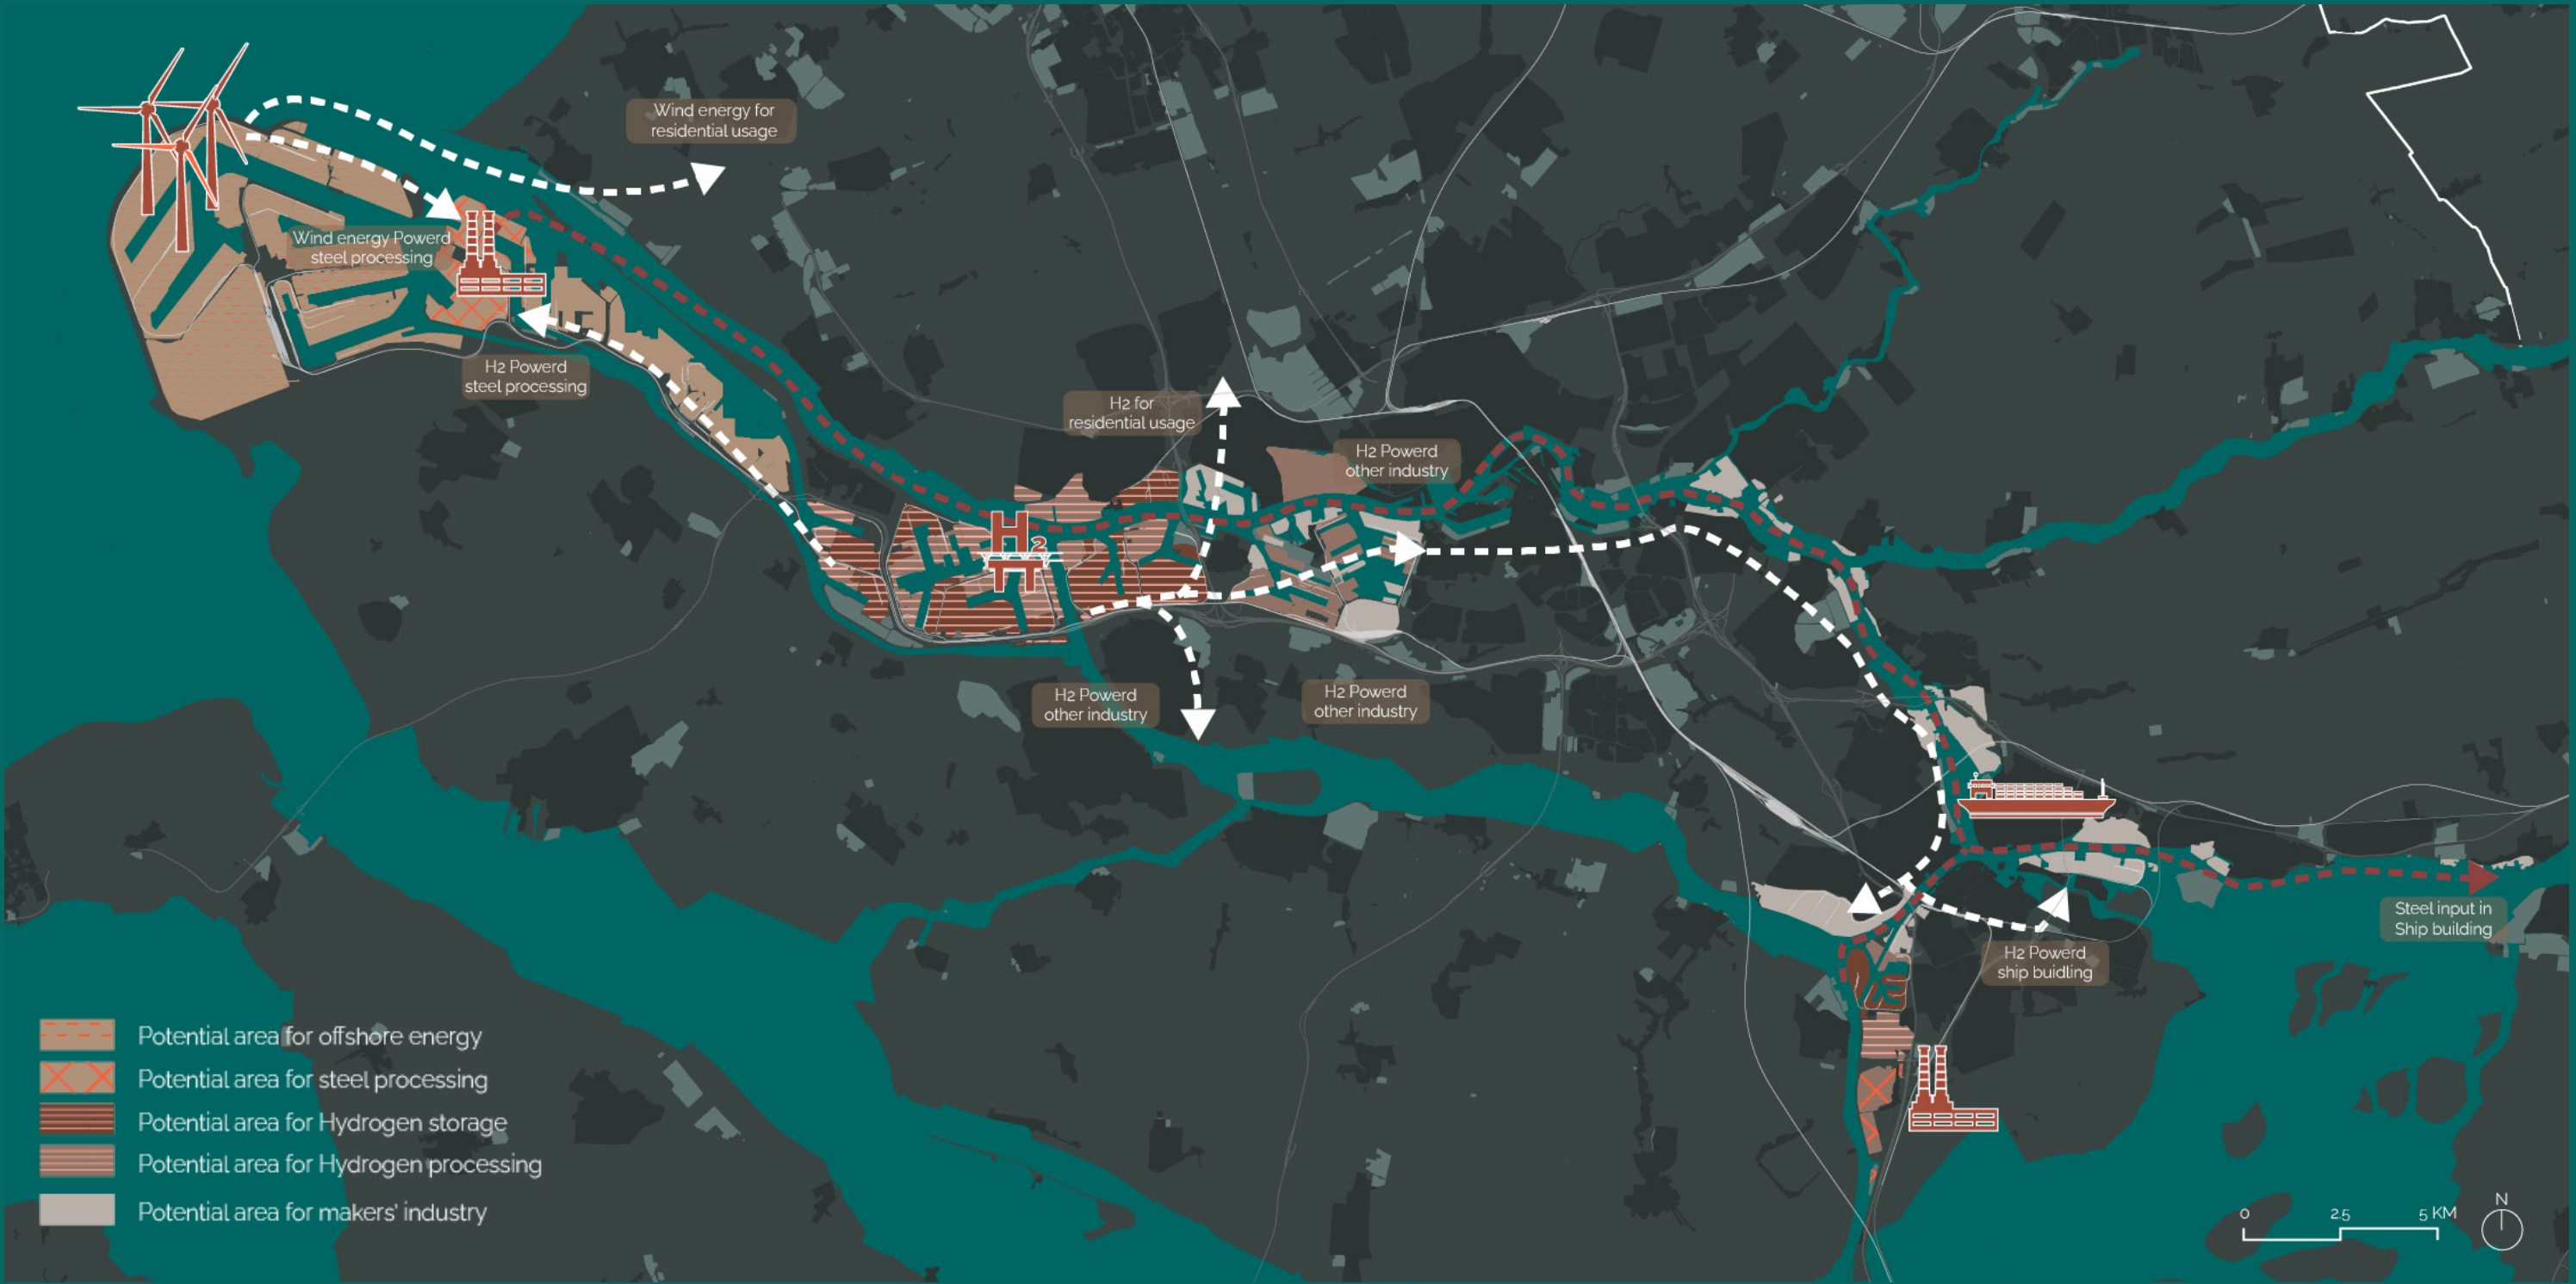 Wind energy for
residential usage
Wind energy Powerd
steel processing
H2 Powerd
steel processing
H2 for
residential usage
H2 Powerd
other industry
H2
H2 Powerd
other industry
H2 Powerd
other industry
Steel input in
Ship building
H2 Powerd
ship buidling
Potential area for offshore energy
Potential area for steel processing
Potential area for Hydrogen storage
Potential area for Hydrogen processing
Potential area for makers' industry
0 2.5 5 KM
N